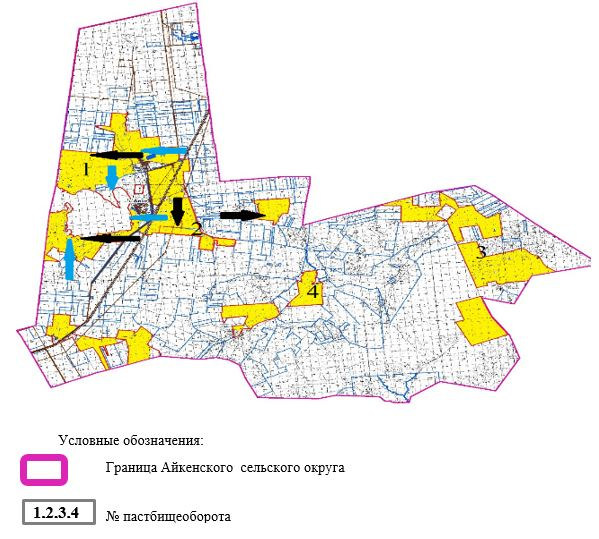 1
2
3
4
Условные обозначения:
Граница Айкенского сельского округа
1.2.3.4
№ пастбищеоборота